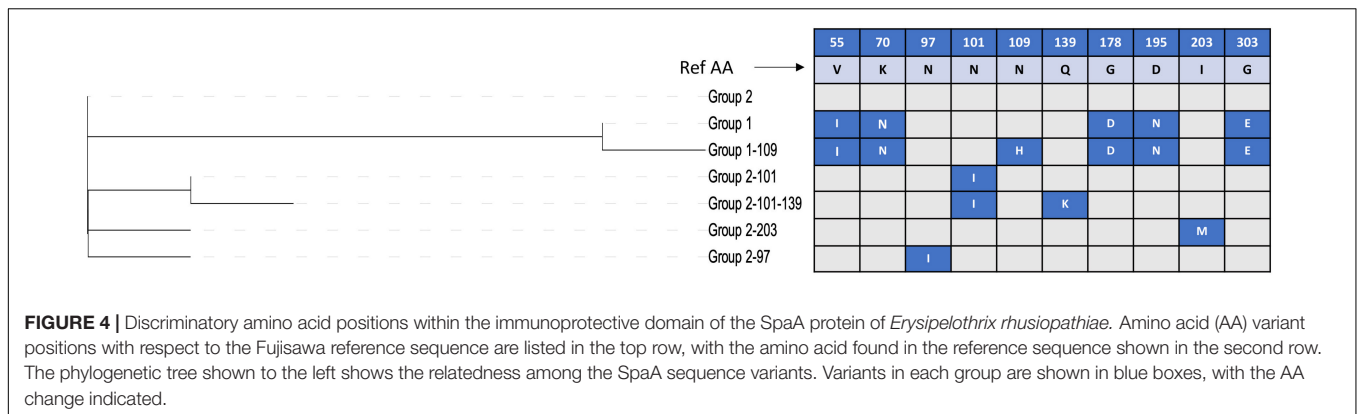 55 70 97 101 109 139 178 195 203 303
Ref AA V K N N N Q G D I G
Group 2
Group 1 I N D N E
Group 1-109 I N H D N E
Group 2-101 I
Group 2-101-139 I K
Group 2-203 M
Group 2-97 I
FIGURE 4 | Discriminatory amino acid positions within the immunoprotective domain of the SpaA protein of Erysipelothrix rhusiopathiae. Amino acid (AA) variant
positions with respect to the Fujisawa reference sequence are listed in the top row, with the amino acid found in the reference sequence shown in the second row.
The phylogenetic tree shown to the left shows the relatedness among the SpaA sequence variants. Variants in each group are shown in blue boxes, with the AA
change indicated.